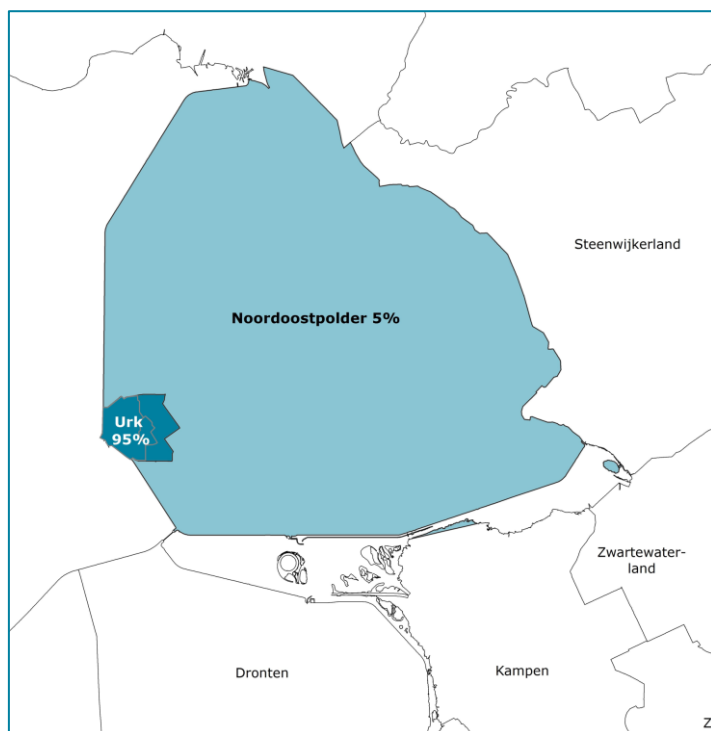 Steenwijkerland
Noordoostpolder 5%
Urk
95%
Zwartewater-
land
Dronten
Kampen
Z